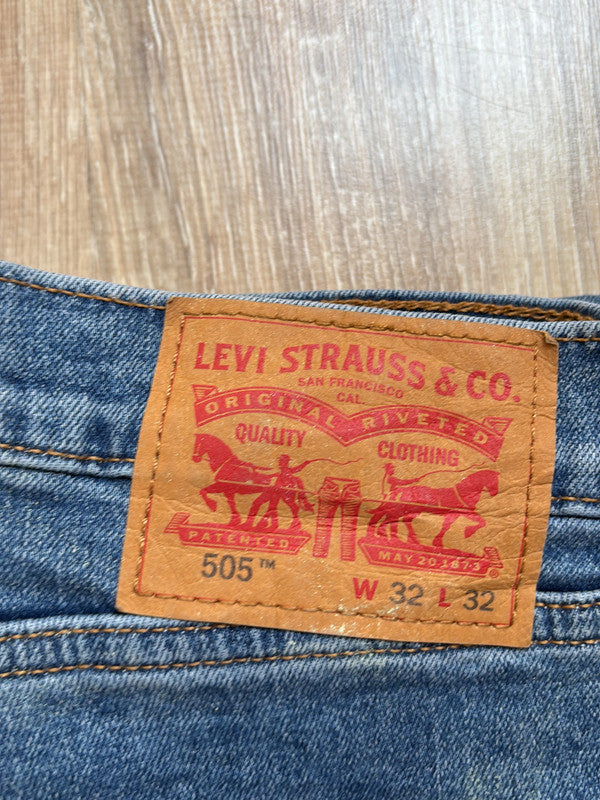 LEVI STRAUSS & CO.
SAN FRANCISCO
CAL.
ORIGINAL RIVETED
QUALITY CLOTHING
PATENTED MAY 20 1873
®
505™ W 32 L 32